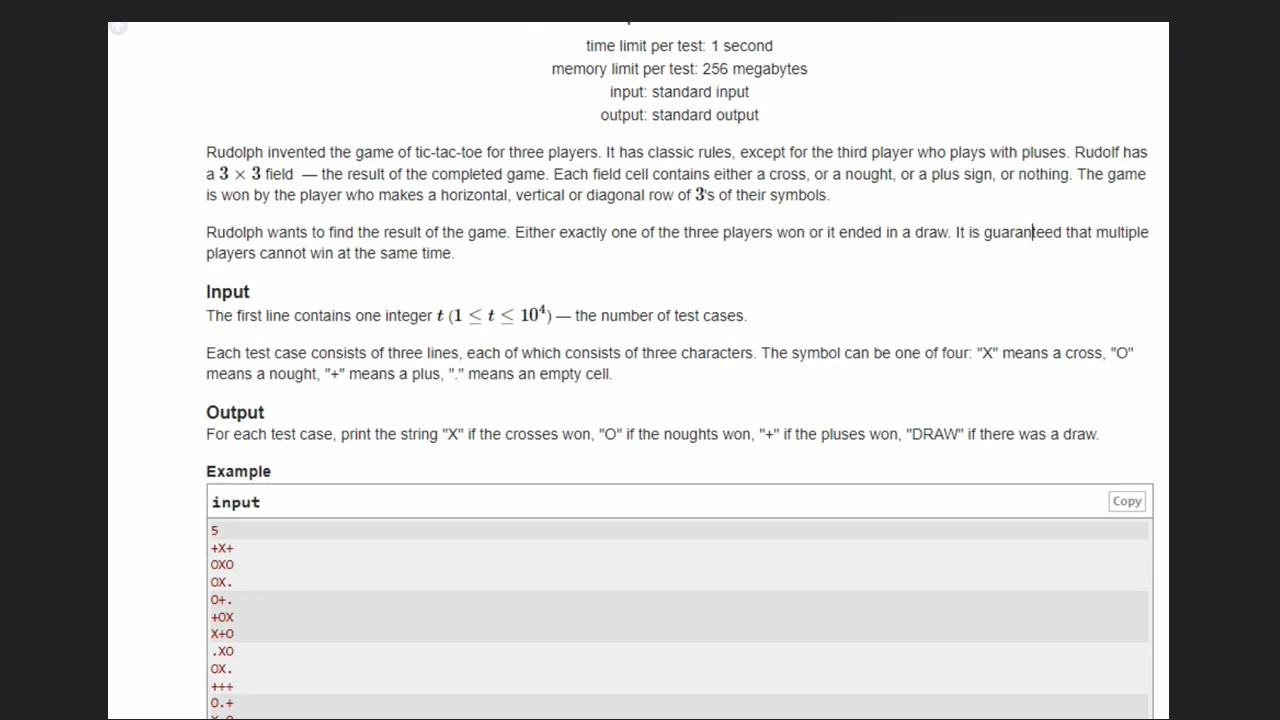 time limit per test: 1 second
memory limit per test: 256 megabytes
input: standard input
output: standard output
Rudolph invented the game of tic-tac-toe for three players. It has classic rules, except for the third player who plays with pluses. Rudolf has
a 3 × 3 field — the result of the completed game. Each field cell contains either a cross, or a nought, or a plus sign, or nothing. The game
is won by the player who makes a horizontal, vertical or diagonal row of 3's of their symbols.
Rudolph wants to find the result of the game. Either exactly one of the three players won or it ended in a draw. It is guaranteed that multiple
players cannot win at the same time.
Input
The first line contains one integer t (1 ≤ t ≤ 10⁴) — the number of test cases.
Each test case consists of three lines, each of which consists of three characters. The symbol can be one of four: "X" means a cross, "O"
means a nought, "+" means a plus, "." means an empty cell.
Output
For each test case, print the string "X" if the crosses won, "O" if the noughts won, "+" if the pluses won, "DRAW" if there was a draw.
Example
input Copy
5
+X+
OXO
OX.
O+.
+OX
X+O
.XO
OX.
+++
O.+